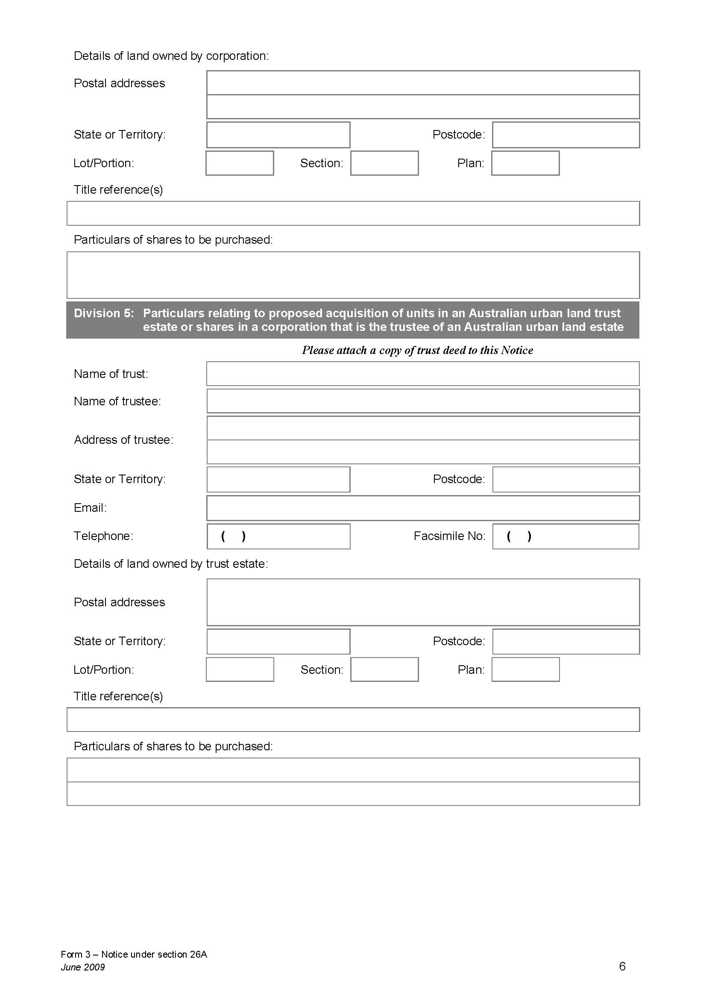 Details of land owned by corporation:
Postal addresses
State or Territory: Postcode:
Lot/Portion: Section: Plan:
Title reference(s)
Particulars of shares to be purchased:
Division 5: Particulars relating to proposed acquisition of units in an Australian urban land trust
estate or shares in a corporation that is the trustee of an Australian urban land estate
Please attach a copy of trust deed to this Notice
Name of trust:
Name of trustee:
Address of trustee:
State or Territory: Postcode:
Email:
Telephone: ( ) Facsimile No: ( )
Details of land owned by trust estate:
Postal addresses
State or Territory: Postcode:
Lot/Portion: Section: Plan:
Title reference(s)
Particulars of shares to be purchased:
Form 3 – Notice under section 26A
June 2009 6